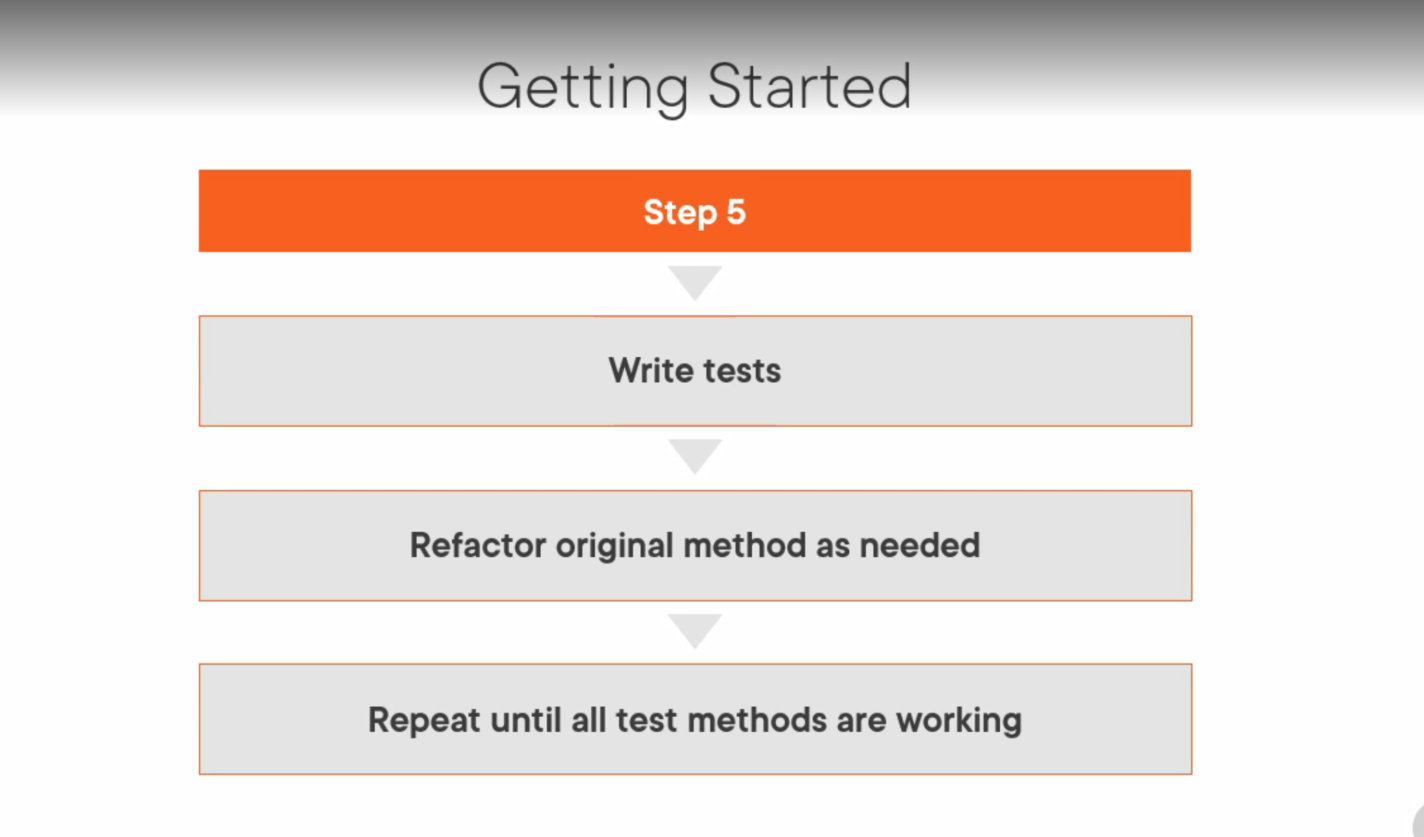 Getting Started
Step 5
Write tests
Refactor original method as needed
Repeat until all test methods are working